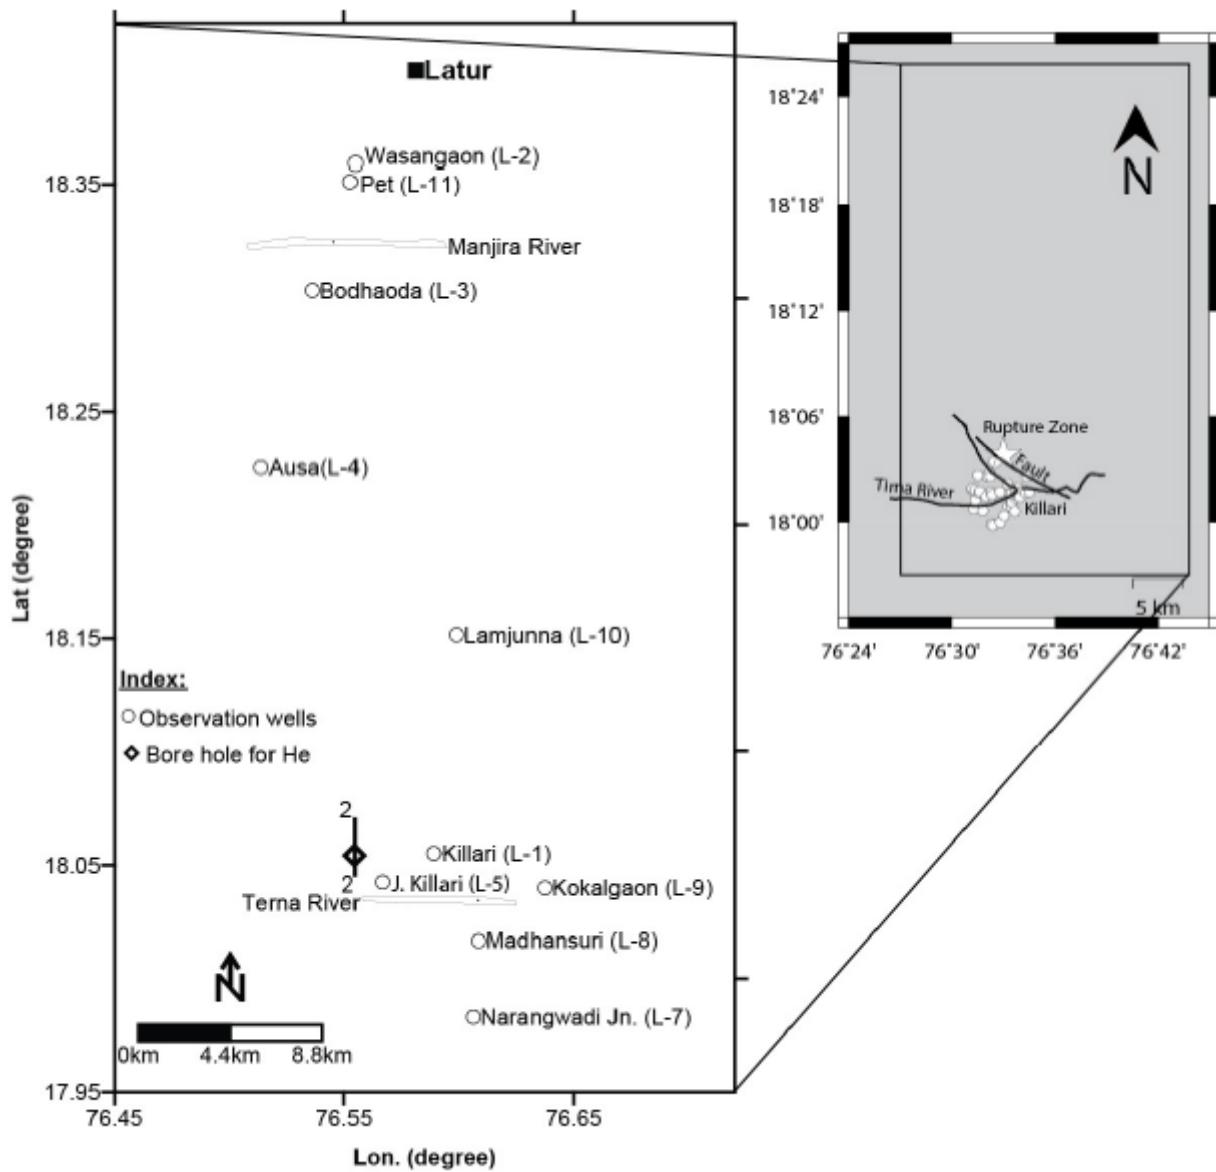 Latur
Wasangaon (L-2)
Pet (L-11)
Manjira River
Bodhaoda (L-3)
Ausa(L-4)
Lamjunna (L-10)
Index:
Observation wells
Bore hole for He
2
2
Killari (L-1)
J. Killari (L-5)
Kokalgaon (L-9)
Terna River
Madhansuri (L-8)
Narangwadi Jn. (L-7)
N
0km 4.4km 8.8km
18.35
18.25
18.15
18.05
17.95
Lat (degree)
76.45 76.55 76.65
Lon. (degree)
18°24'
18°18'
18°12'
18°06'
18°00'
N
Rupture Zone
Fault
Tirna River
Killari
5 km
76°24' 76°30' 76°36' 76°42'